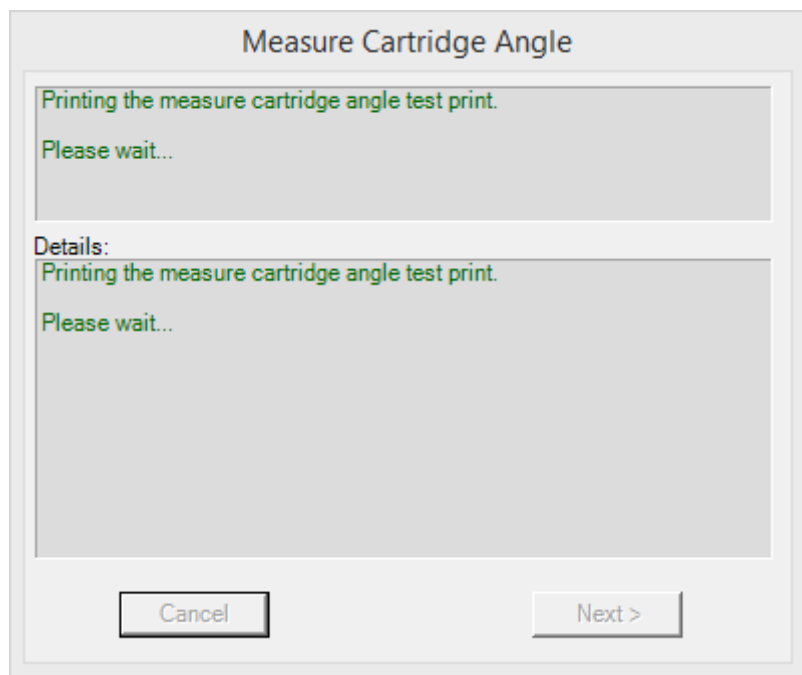 Measure Cartridge Angle
Printing the measure cartridge angle test print.
Please wait...
Details:
Printing the measure cartridge angle test print.
Please wait...
Cancel
Next >